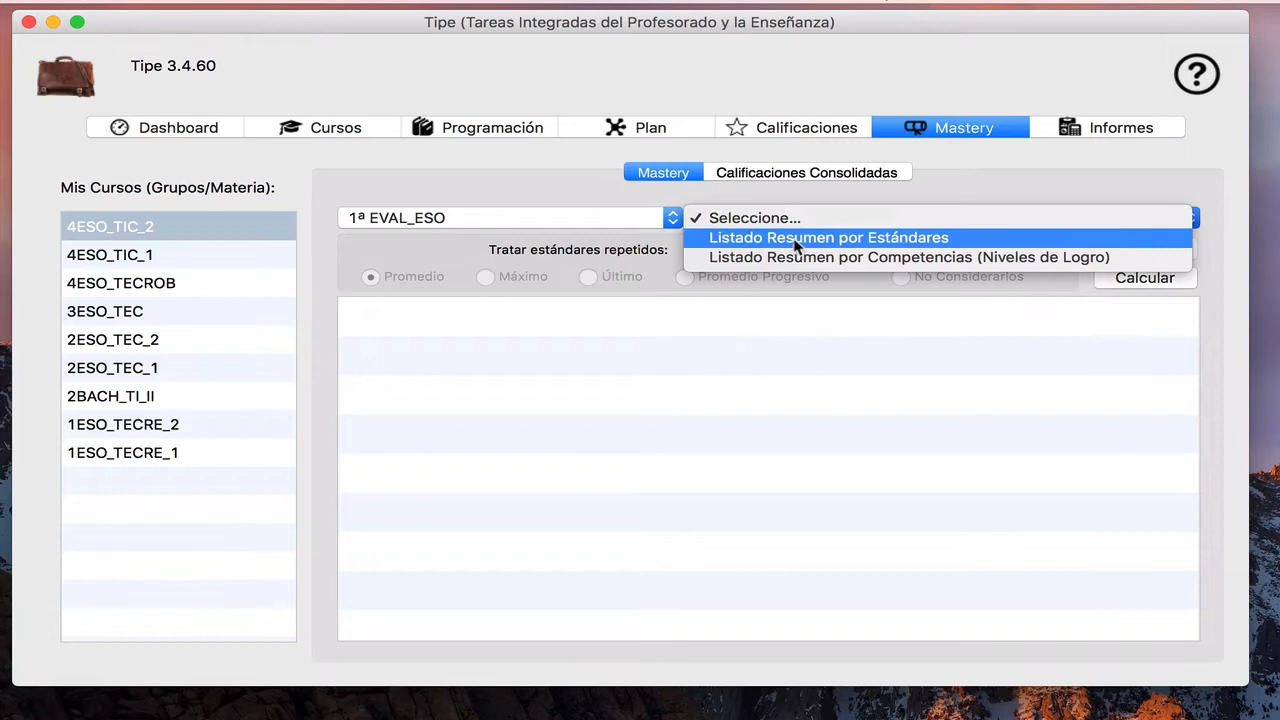 Tipe (Tareas Integradas del Profesorado y la Enseñanza)
Tipe 3.4.60
Dashboard
Cursos
Programación
Plan
Calificaciones
Mastery
Informes
Mis Cursos (Grupos/Materia):
4ESO_TIC_2
4ESO_TIC_1
4ESO_TECROB
3ESO_TEC
2ESO_TEC_2
2ESO_TEC_1
2BACH_TI_II
1ESO_TECRE_2
1ESO_TECRE_1
Mastery
Calificaciones Consolidadas
1ª EVAL_ESO
✓ Seleccione...
Listado Resumen por Estándares
Listado Resumen por Competencias (Niveles de Logro)
Tratar estándares repetidos:
Promedio
Máximo
Último
Promedio Progresivo
No Considerarlos
Calcular